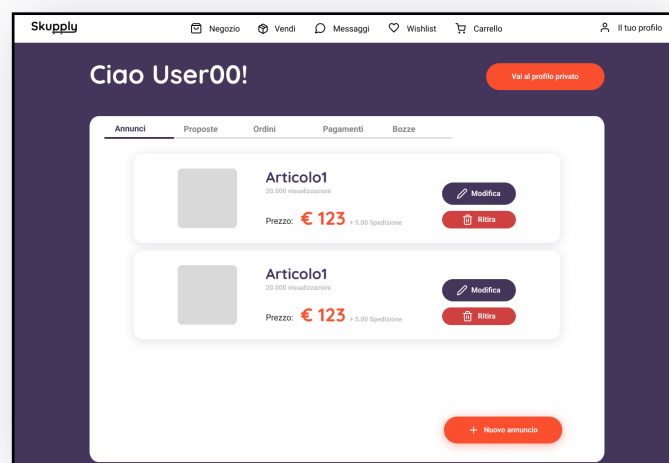 Skupply Negozio Vendi Messaggi Wishlist Carrello Il tuo profilo
Ciao User00! Vai al profilo privato
Annunci Proposte Ordini Pagamenti Bozze
Articolo1
20.000 visualizzazioni
Modifica
Prezzo: € 123 + 5.00 Spedizione
Ritira
Articolo1
20.000 visualizzazioni
Modifica
Prezzo: € 123 + 5.00 Spedizione
Ritira
+ Nuovo annuncio